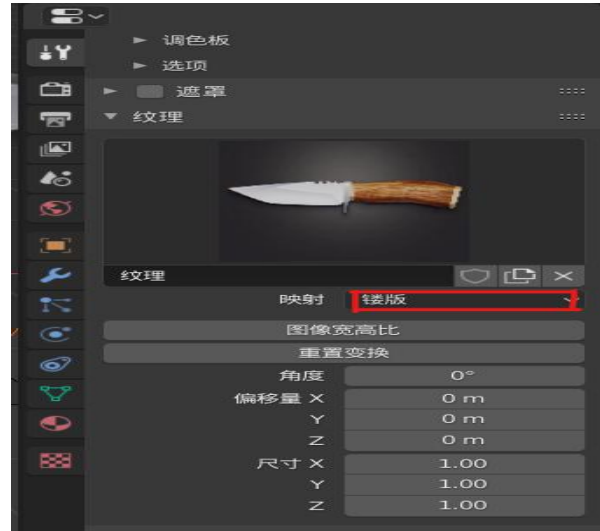 调色板
选项
遮罩
纹理
纹理
映射 镂版
图像宽高比
重置变换
角度 0°
偏移量 X 0 m
Y 0 m
Z 0 m
尺寸 X 1.00
Y 1.00
Z 1.00